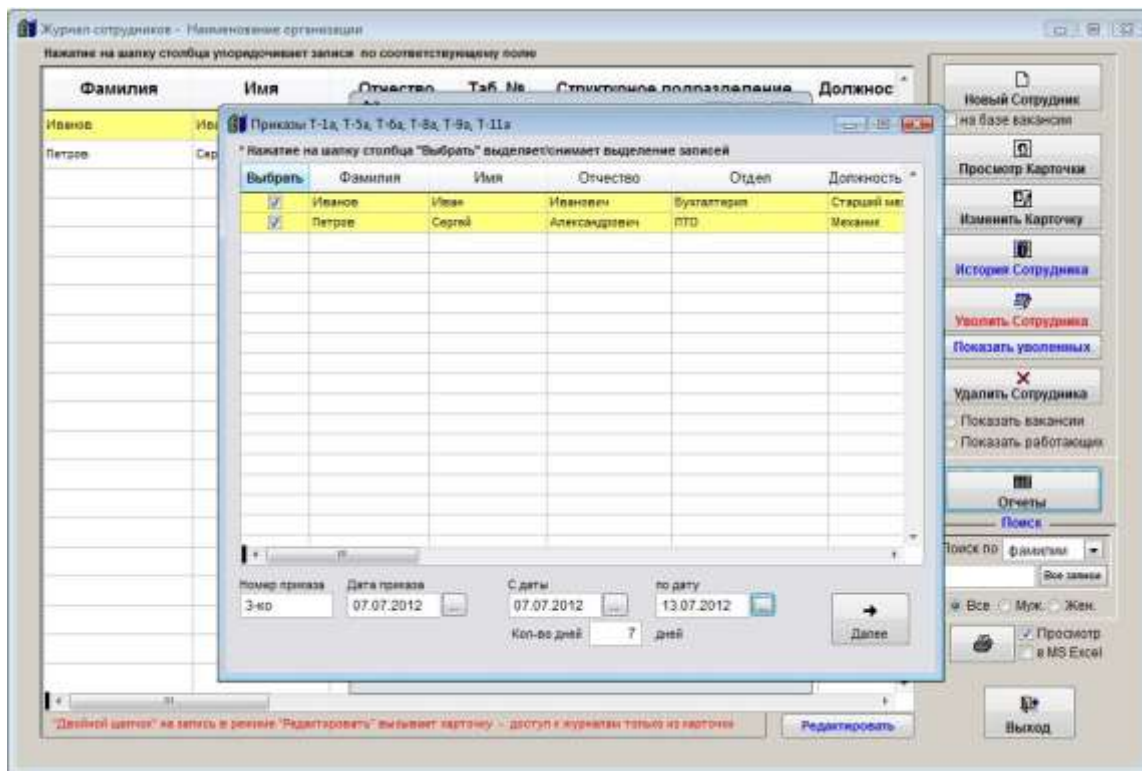 Журнал сотрудников - Наименование организации
Нажатие на шапку столбца упорядочивает записи по соответствующему полю
Фамилия Имя Отчество Таб. № Структурное подразделение Должнос
Иванов
Петров
Приказы Т-1а, Т-5а, Т-6а, Т-8а, Т-9а, Т-11а
* Нажатие на шапку столбца "Выбрать" выделяет/снимает выделение записей
Выбрать Фамилия Имя Отчество Отдел Должность
Иванов Иван Иванович Бухгалтерия Старший ме
Петров Сергей Александрович ПТО Механик
Номер приказа Дата приказа С даты по дату
3-ко 07.07.2012 ... 07.07.2012 ... 13.07.2012 ...
Кол-во дней 7 дней
Далее
"Двойной щелчок" на запись в режиме "Редактировать" вызывает карточку - доступ к журналам только из карточки
Редактировать
Новый Сотрудник
на базе вакансии
Просмотр Карточки
Изменить Карточку
История Сотрудника
Уволить Сотрудника
Показать уволенных
Удалить Сотрудника
Показать вакансии
Показать работающих
Отчеты
Поиск
Поиск по фамилии
Все записи
Все Муж. Жен.
Просмотр
в MS Excel
Выход